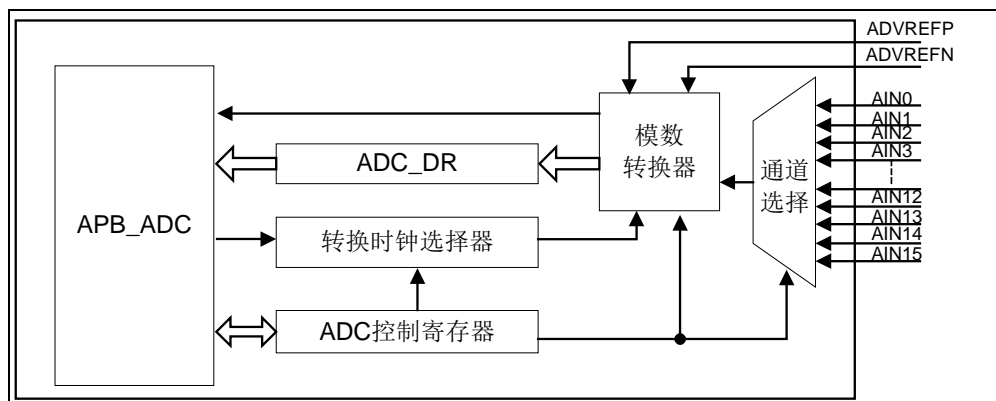 ADVREFP
ADVREFN
AIN0
AIN1
AIN2
AIN3
AIN12
AIN13
AIN14
AIN15
模数
转换器
通道
选择
APB_ADC
ADC_DR
转换时钟选择器
ADC控制寄存器